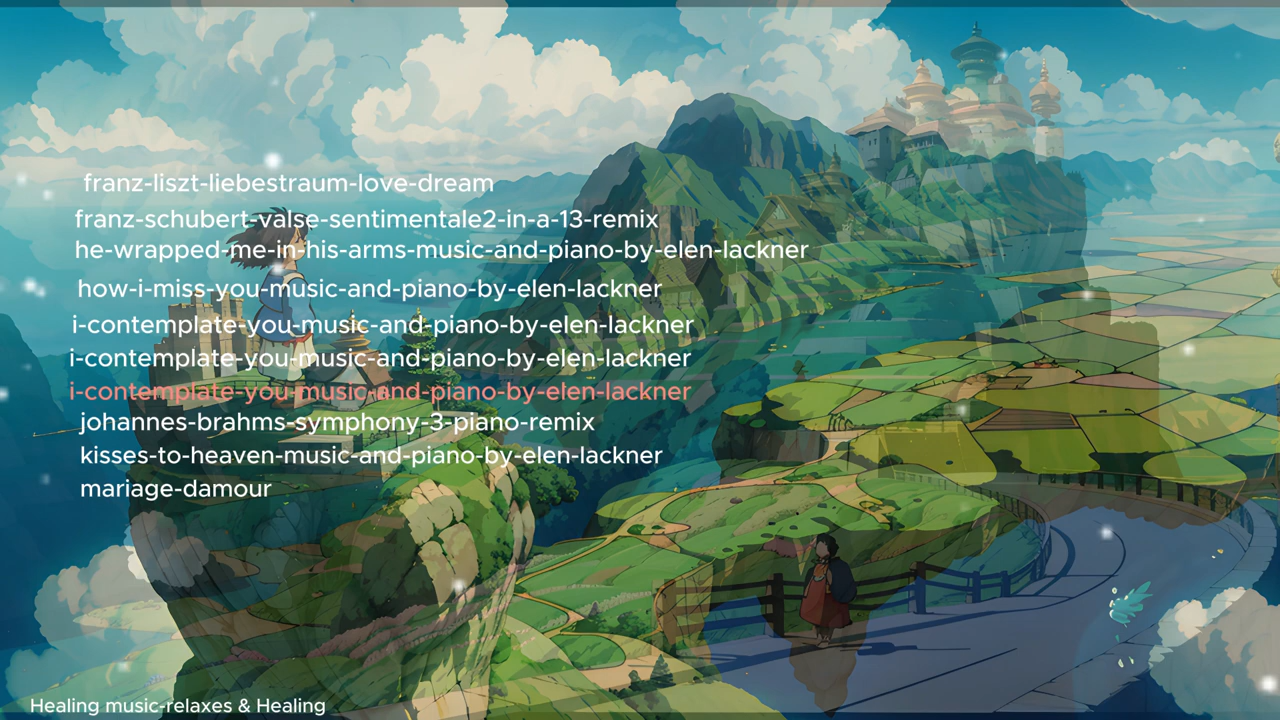 franz-liszt-liebestraum-love-dream
franz-schubert-valse-sentimentale2-in-a-13-remix
he-wrapped-me-in-his-arms-music-and-piano-by-elen-lackner
how-i-miss-you-music-and-piano-by-elen-lackner
i-contemplate-you-music-and-piano-by-elen-lackner
i-contemplate-you-music-and-piano-by-elen-lackner
i-contemplate-you-music-and-piano-by-elen-lackner
johannes-brahms-symphony-3-piano-remix
kisses-to-heaven-music-and-piano-by-elen-lackner
mariage-damour
Healing music-relaxes & Healing